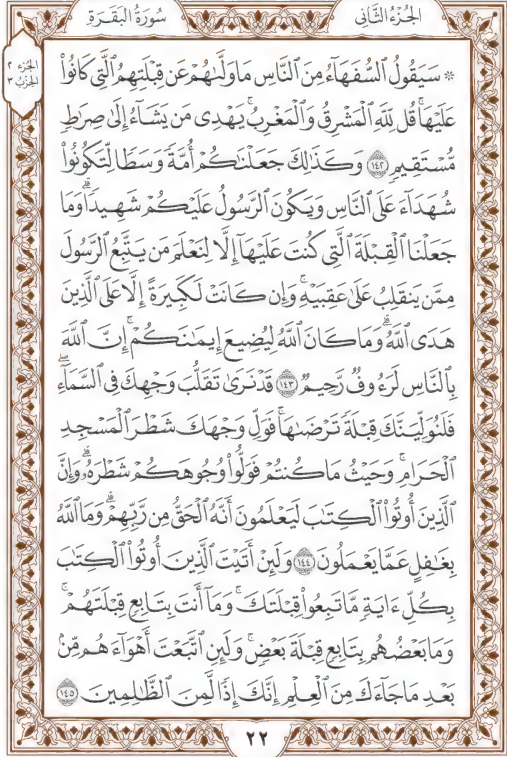 الجزء الثاني
سورة البقرة
الجزء ٢
الحزب ٣
۞ سَيَقُولُ ٱلسُّفَهَآءُ مِنَ ٱلنَّاسِ مَا وَلَّىٰهُمۡ عَن قِبۡلَتِهِمُ ٱلَّتِي كَانُواْ
عَلَيۡهَاۚ قُل لِّلَّهِ ٱلۡمَشۡرِقُ وَٱلۡمَغۡرِبُۚ يَهۡدِي مَن يَشَآءُ إِلَىٰ صِرَٰطٖ
مُّسۡتَقِيمٖ ١٤٢ وَكَذَٰلِكَ جَعَلۡنَٰكُمۡ أُمَّةٗ وَسَطٗا لِّتَكُونُواْ
شُهَدَآءَ عَلَى ٱلنَّاسِ وَيَكُونَ ٱلرَّسُولُ عَلَيۡكُمۡ شَهِيدٗاۗ وَمَا
جَعَلۡنَا ٱلۡقِبۡلَةَ ٱلَّتِي كُنتَ عَلَيۡهَآ إِلَّا لِنَعۡلَمَ مَن يَتَّبِعُ ٱلرَّسُولَ
مِمَّن يَنقَلِبُ عَلَىٰ عَقِبَيۡهِۚ وَإِن كَانَتۡ لَكَبِيرَةً إِلَّا عَلَى ٱلَّذِينَ
هَدَى ٱللَّهُۗ وَمَا كَانَ ٱللَّهُ لِيُضِيعَ إِيمَٰنَكُمۡۚ إِنَّ ٱللَّهَ
بِٱلنَّاسِ لَرَءُوفٞ رَّحِيمٞ ١٤٣ قَدۡ نَرَىٰ تَقَلُّبَ وَجۡهِكَ فِي ٱلسَّمَآءِۖ
فَلَنُوَلِّيَنَّكَ قِبۡلَةٗ تَرۡضَىٰهَاۚ فَوَلِّ وَجۡهَكَ شَطۡرَ ٱلۡمَسۡجِدِ
ٱلۡحَرَامِۚ وَحَيۡثُ مَا كُنتُمۡ فَوَلُّواْ وُجُوهَكُمۡ شَطۡرَهُۥۗ وَإِنَّ
ٱلَّذِينَ أُوتُواْ ٱلۡكِتَٰبَ لَيَعۡلَمُونَ أَنَّهُ ٱلۡحَقُّ مِن رَّبِّهِمۡۗ وَمَا ٱللَّهُ
بِغَٰفِلٍ عَمَّا يَعۡمَلُونَ ١٤٤ وَلَئِنۡ أَتَيۡتَ ٱلَّذِينَ أُوتُواْ ٱلۡكِتَٰبَ
بِكُلِّ ءَايَةٖ مَّا تَبِعُواْ قِبۡلَتَكَۚ وَمَآ أَنتَ بِتَابِعٖ قِبۡلَتَهُمۡۚ
وَمَا بَعۡضُهُم بِتَابِعٖ قِبۡلَةَ بَعۡضٖۚ وَلَئِنِ ٱتَّبَعۡتَ أَهۡوَآءَهُم مِّنۢ
بَعۡدِ مَا جَآءَكَ مِنَ ٱلۡعِلۡمِ إِنَّكَ إِذٗا لَّمِنَ ٱلظَّٰلِمِينَ ١٤٥
٢٢